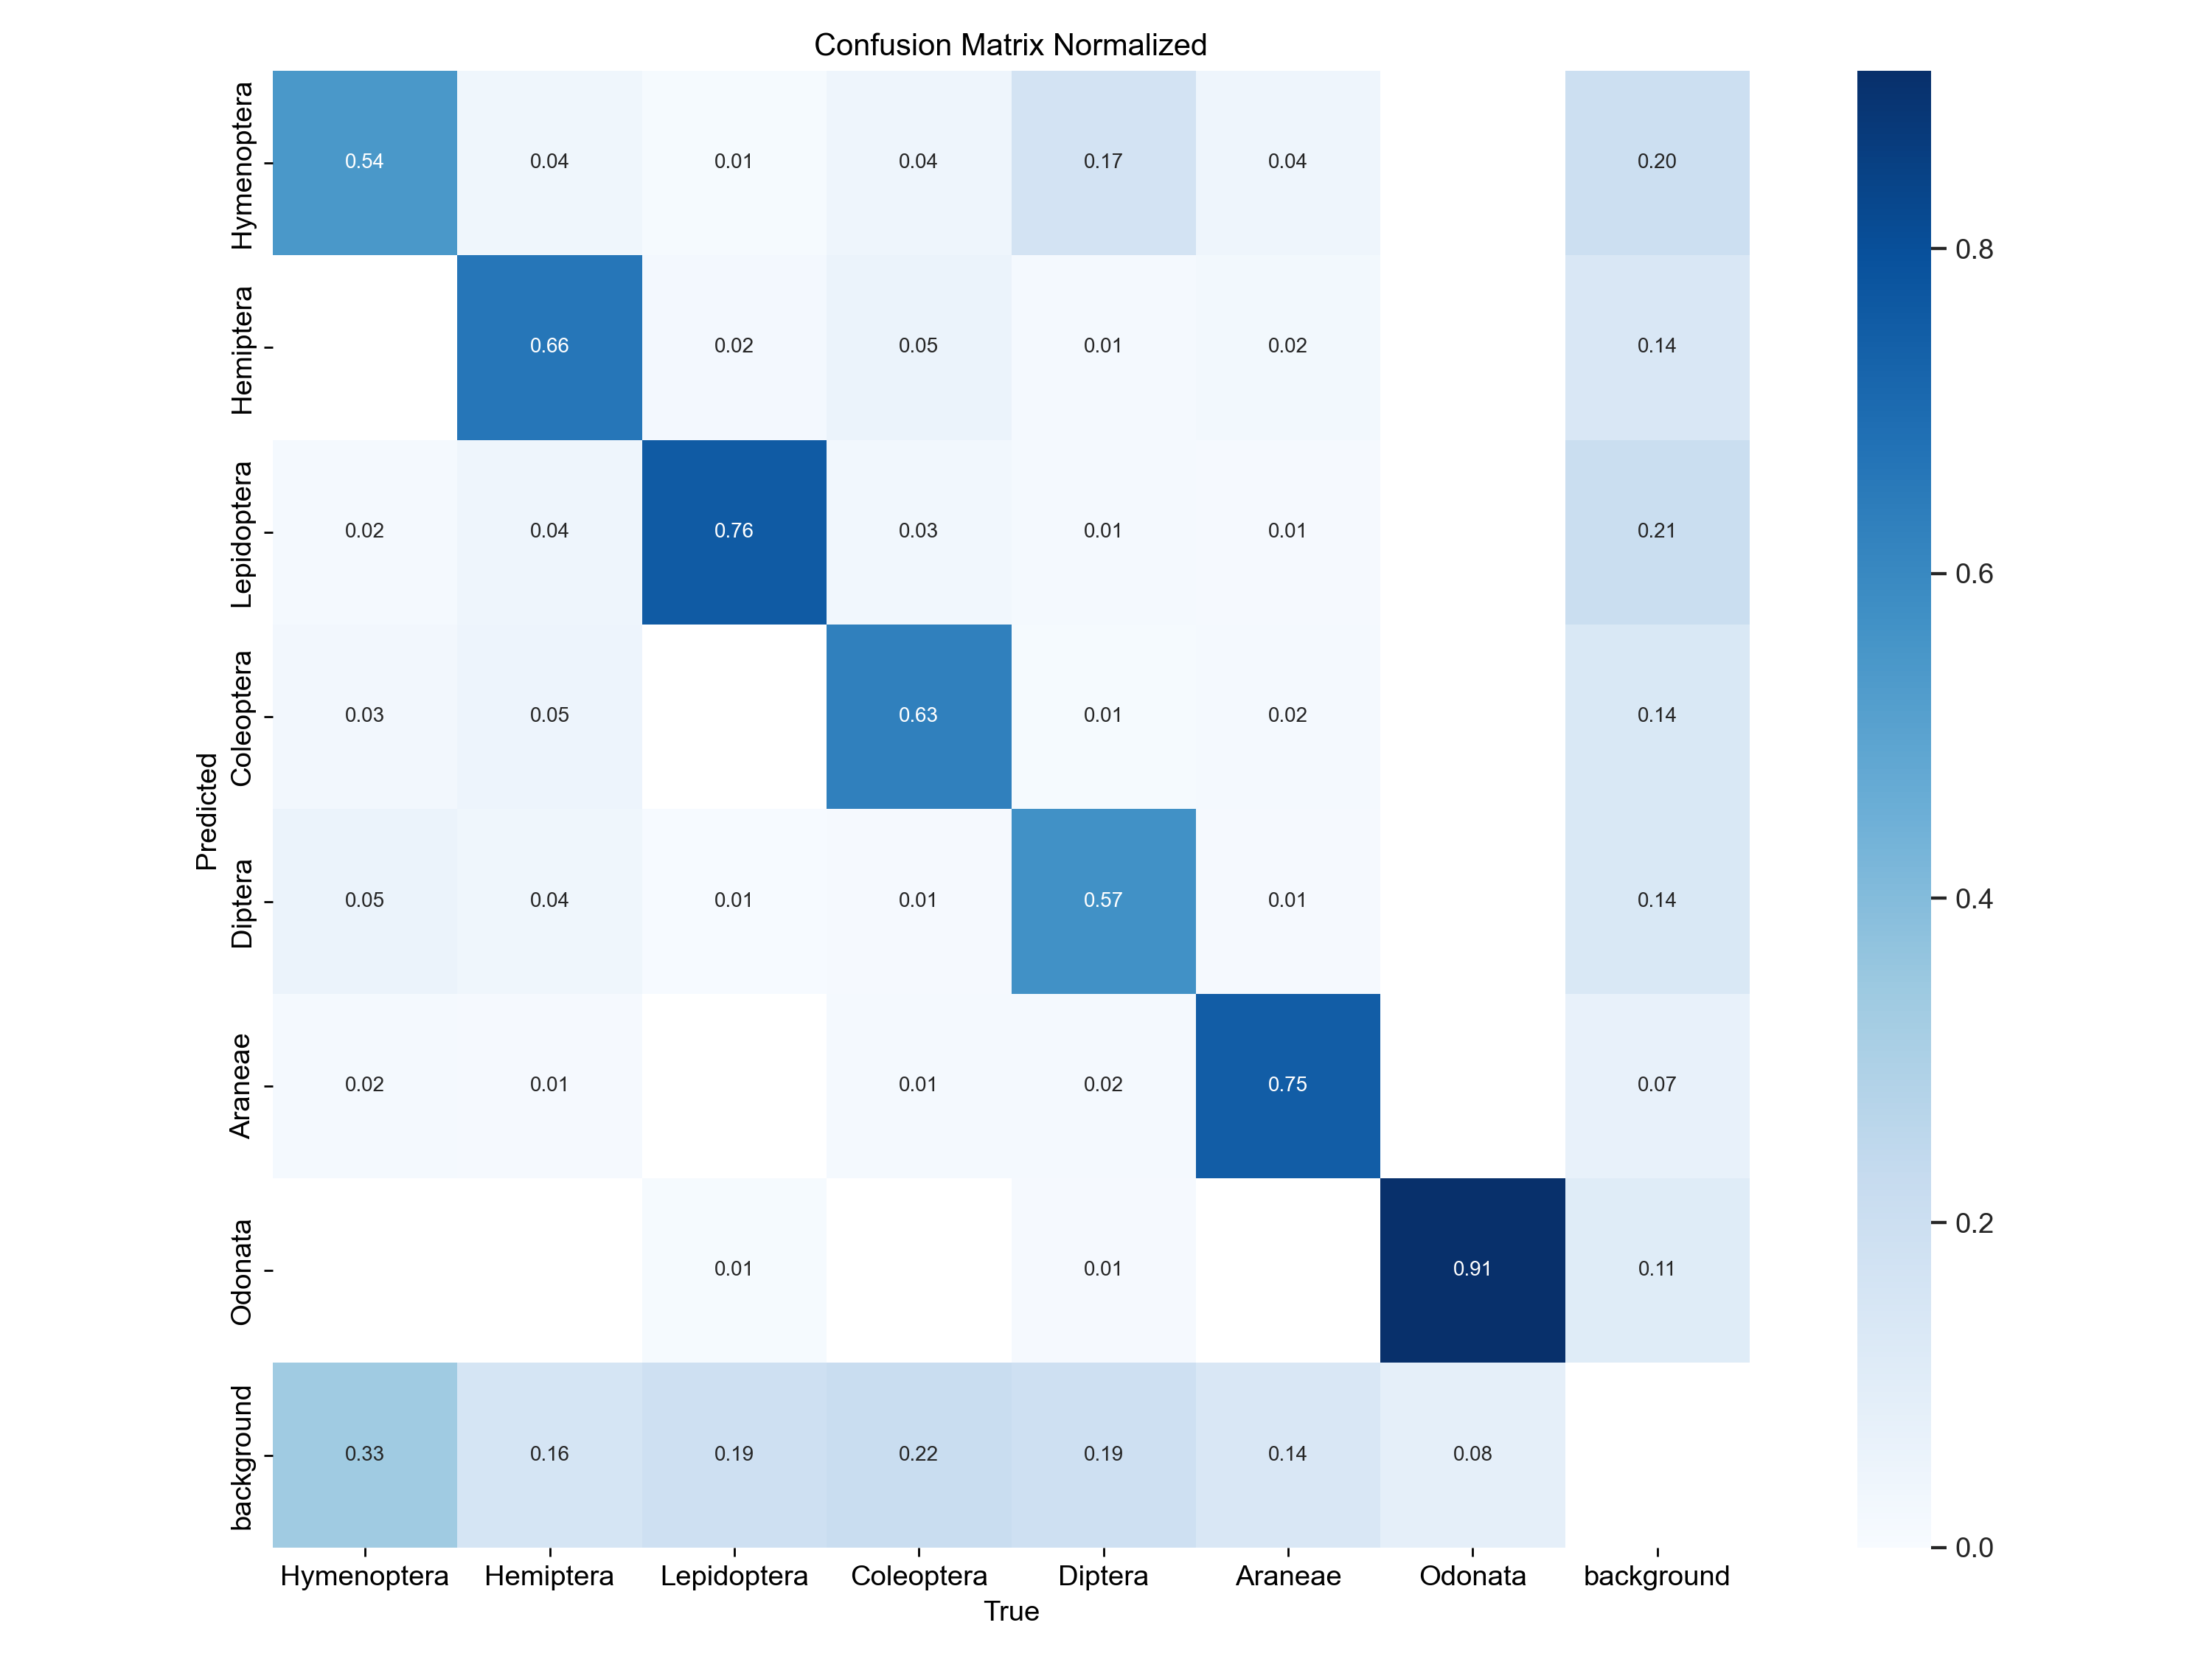 Confusion Matrix Normalized
Predicted
Hymenoptera 0.54 0.04 0.01 0.04 0.17 0.04 0.20
Hemiptera 0.66 0.02 0.05 0.01 0.02 0.14
Lepidoptera 0.02 0.04 0.76 0.03 0.01 0.01 0.21
Coleoptera 0.03 0.05 0.63 0.01 0.02 0.14
Diptera 0.05 0.04 0.01 0.01 0.57 0.01 0.14
Araneae 0.02 0.01 0.01 0.02 0.75 0.07
Odonata 0.01 0.01 0.91 0.11
background 0.33 0.16 0.19 0.22 0.19 0.14 0.08
Hymenoptera Hemiptera Lepidoptera Coleoptera Diptera Araneae Odonata background
True
0.8
0.6
0.4
0.2
0.0